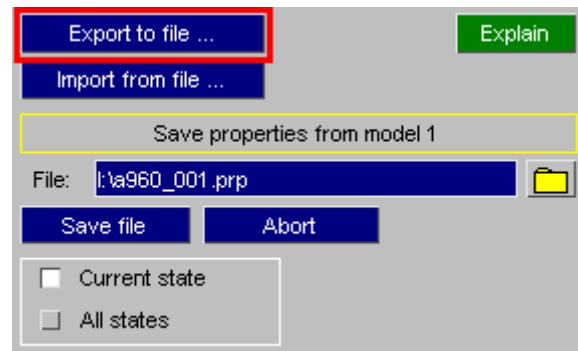 Export to file ...
Explain
Import from file ...
Save properties from model 1
File: I:\a960_001.prp
Save file
Abort
Current state
All states